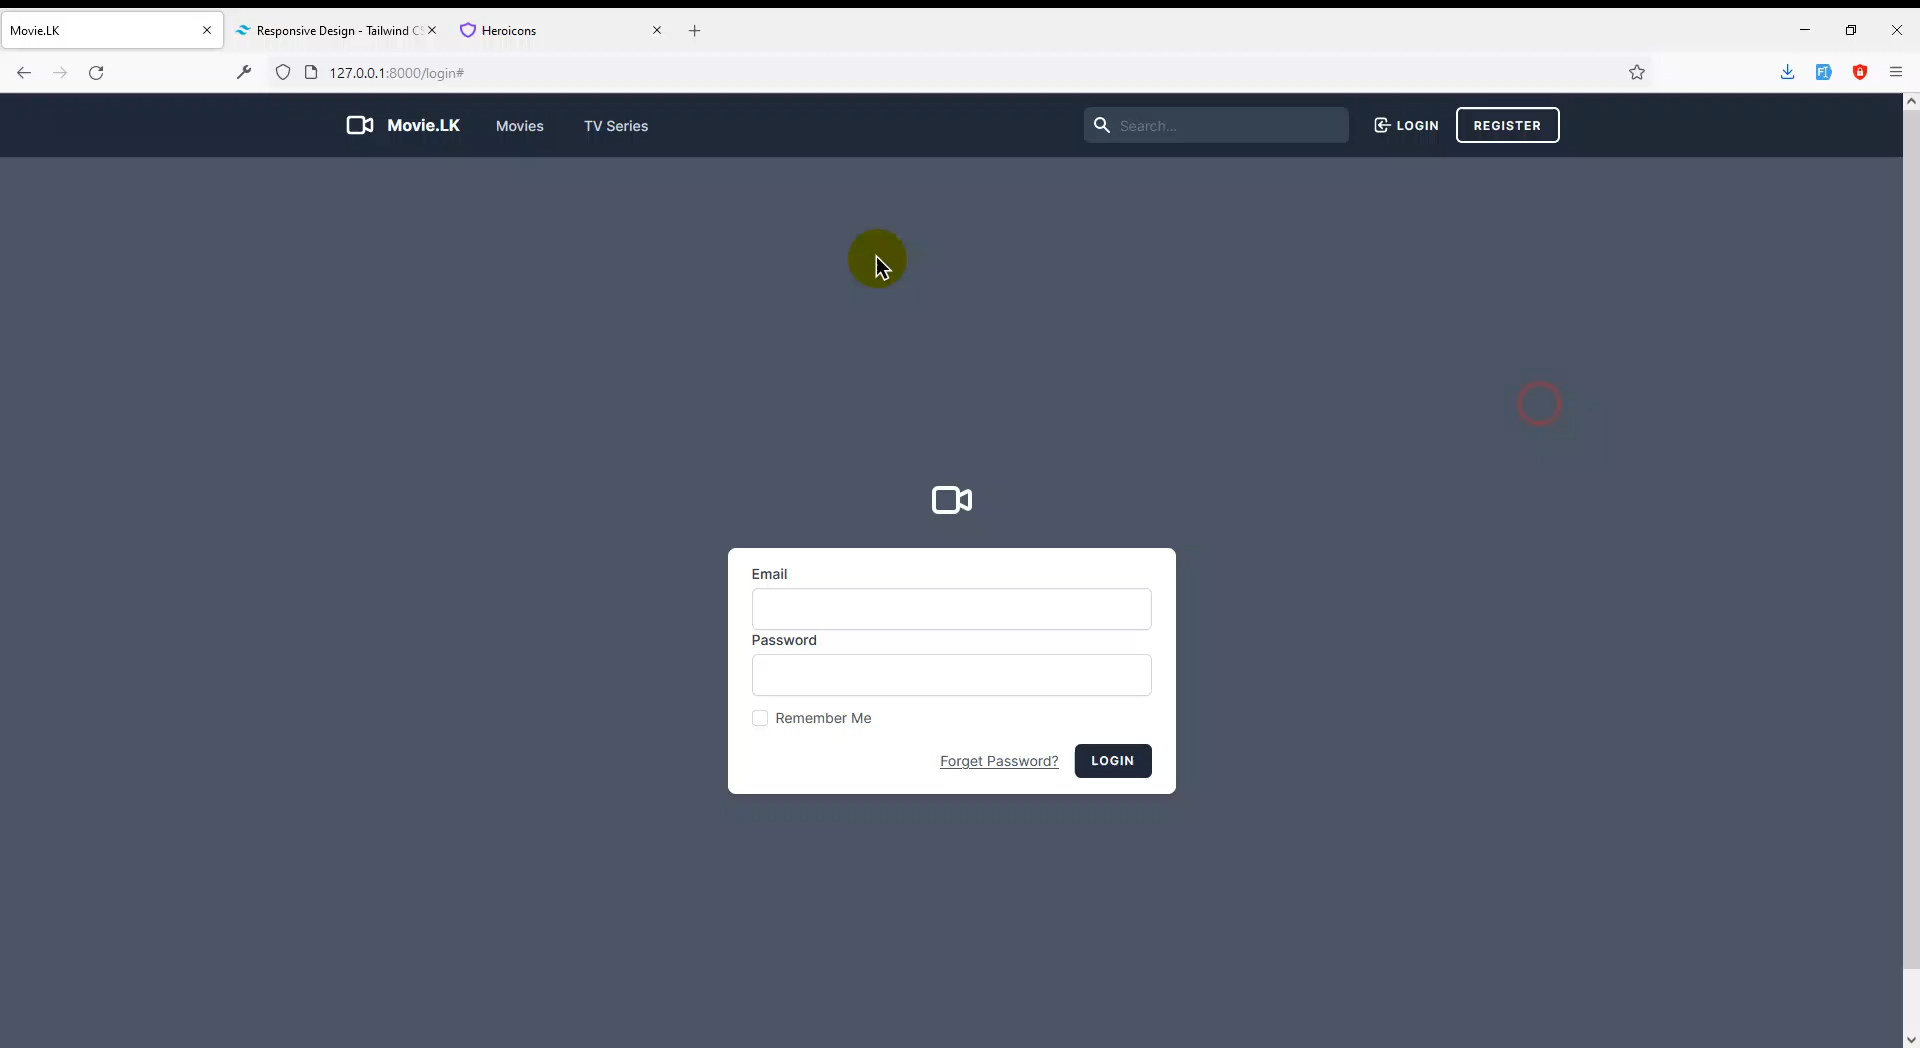 Movie.LK
Responsive Design - Tailwind CS
Heroicons
127.0.0.1:8000/login#
Movie.LK Movies TV Series Search... LOGIN REGISTER
Email
Password
Remember Me
Forget Password? LOGIN